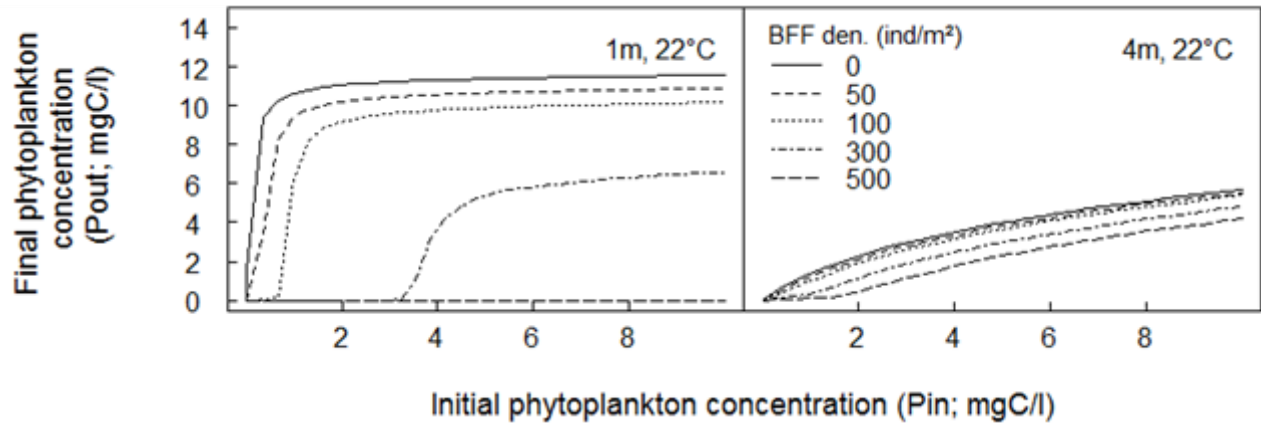 Final phytoplankton
concentration
(Pout; mgC/l)
14
12
10
8
6
4
2
0
1m, 22°C
2 4 6 8
BFF den. (ind/m²)
0
50
100
300
500
4m, 22°C
2 4 6 8
Initial phytoplankton concentration (Pin; mgC/l)